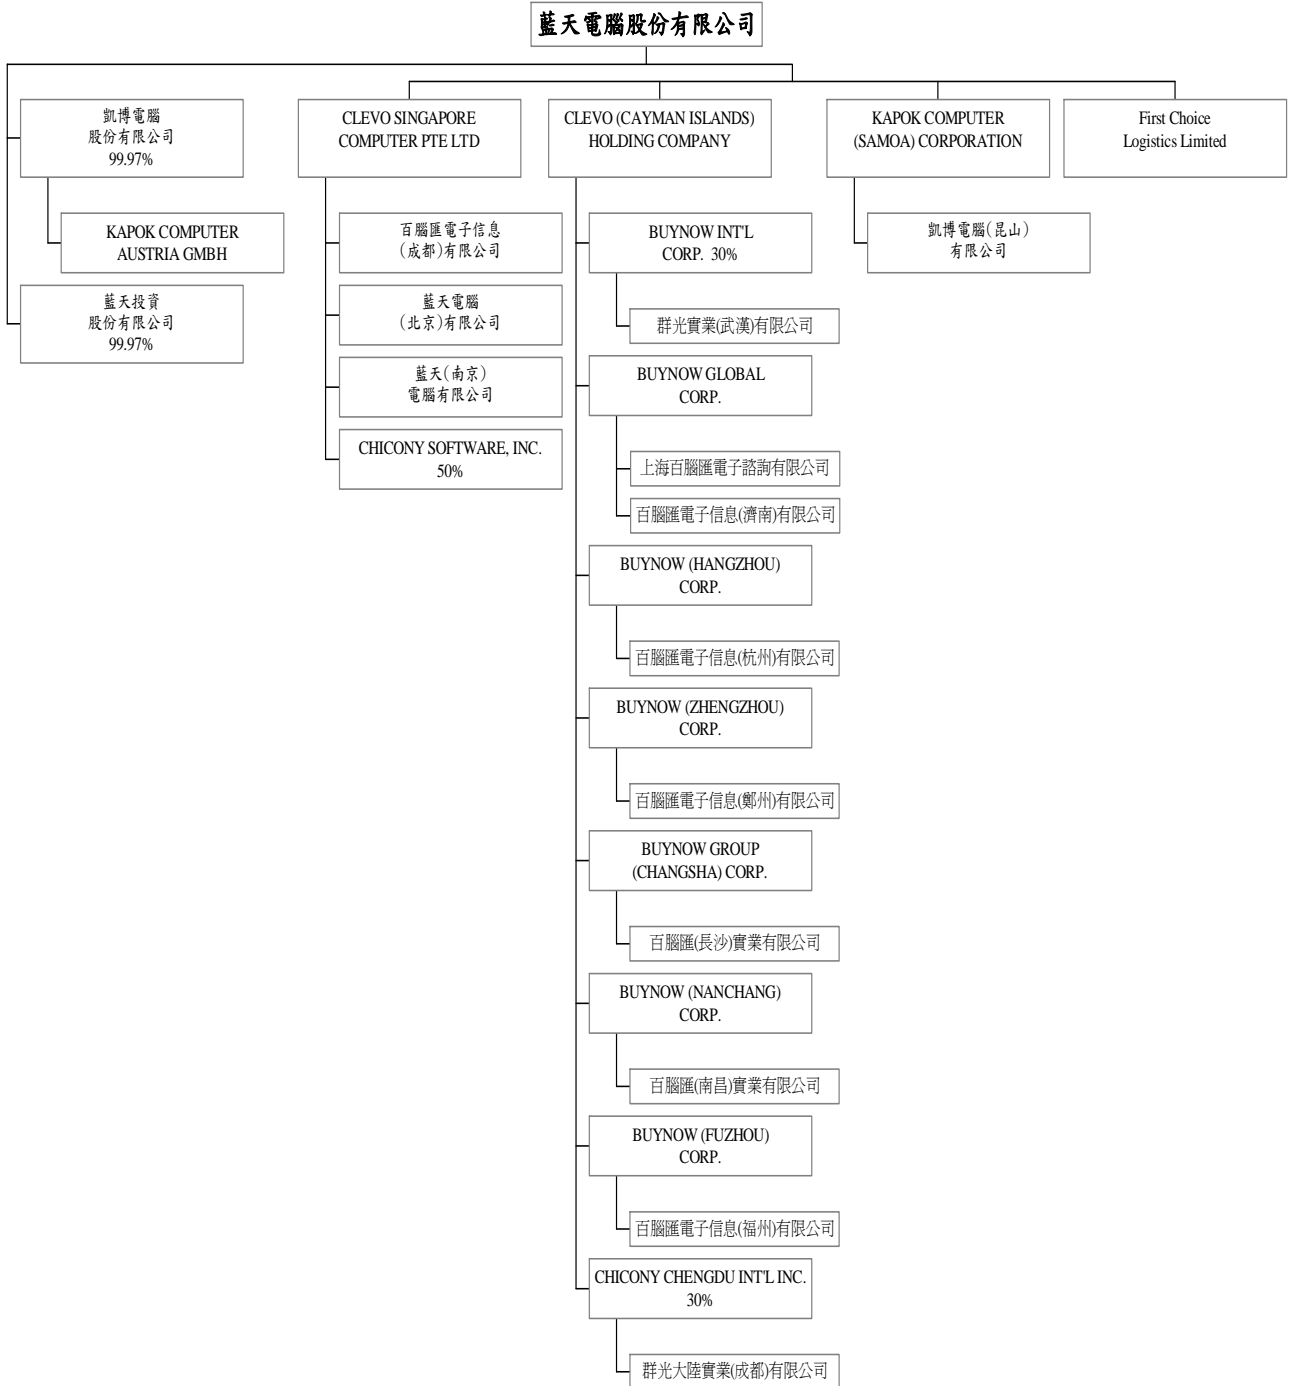 藍天電腦股份有限公司
凱博電腦
股份有限公司
99.97%
KAPOK COMPUTER
AUSTRIA GMBH
藍天投資
股份有限公司
99.97%
CLEVO SINGAPORE
COMPUTER PTE LTD
百腦匯電子信息
(成都)有限公司
藍天電腦
(北京)有限公司
藍天(南京)
電腦有限公司
CHICONY SOFTWARE, INC.
50%
CLEVO (CAYMAN ISLANDS)
HOLDING COMPANY
BUYNOW INT'L
CORP. 30%
群光實業(武漢)有限公司
BUYNOW GLOBAL
CORP.
上海百腦匯電子諮詢有限公司
百腦匯電子信息(濟南)有限公司
BUYNOW (HANGZHOU)
CORP.
百腦匯電子信息(杭州)有限公司
BUYNOW (ZHENGZHOU)
CORP.
百腦匯電子信息(鄭州)有限公司
BUYNOW GROUP
(CHANGSHA) CORP.
百腦匯(長沙)實業有限公司
BUYNOW (NANCHANG)
CORP.
百腦匯(南昌)實業有限公司
BUYNOW (FUZHOU)
CORP.
百腦匯電子信息(福州)有限公司
CHICONY CHENGDU INT'L INC.
30%
群光大陸實業(成都)有限公司
KAPOK COMPUTER
(SAMOA) CORPORATION
凱博電腦(昆山)
有限公司
First Choice
Logistics Limited